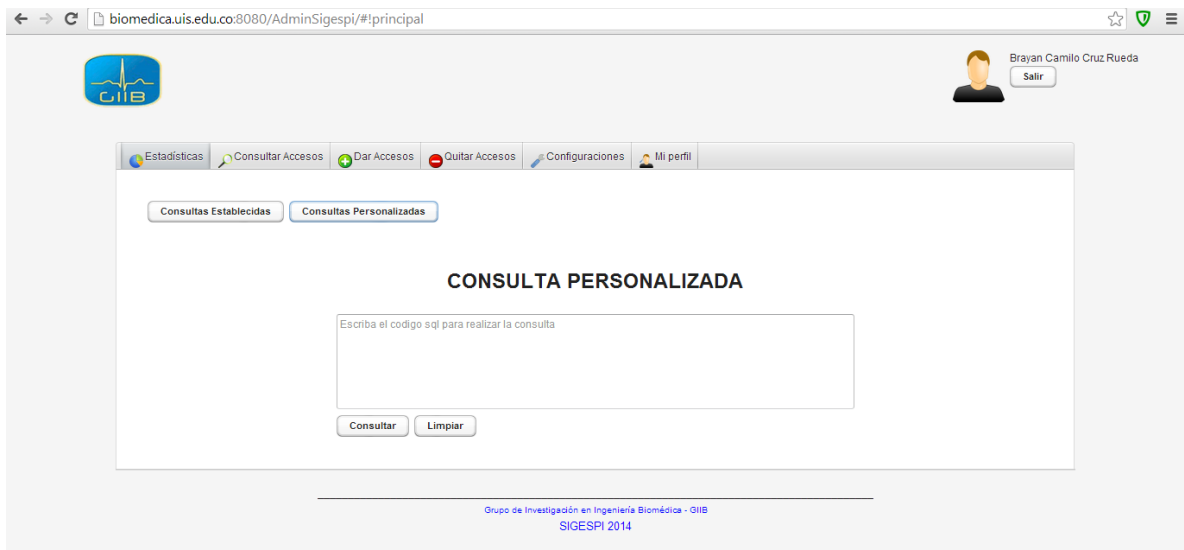 biomedica.uis.edu.co:8080/AdminSigespi/#!principal
GIIB
Brayan Camilo Cruz Rueda
Salir
Estadísticas Consultar Accesos Dar Accesos Quitar Accesos Configuraciones Mi perfil
Consultas Establecidas Consultas Personalizadas
CONSULTA PERSONALIZADA
Escriba el codigo sql para realizar la consulta
Consultar Limpiar
Grupo de Investigación en Ingeniería Biomédica - GIIB
SIGESPI 2014